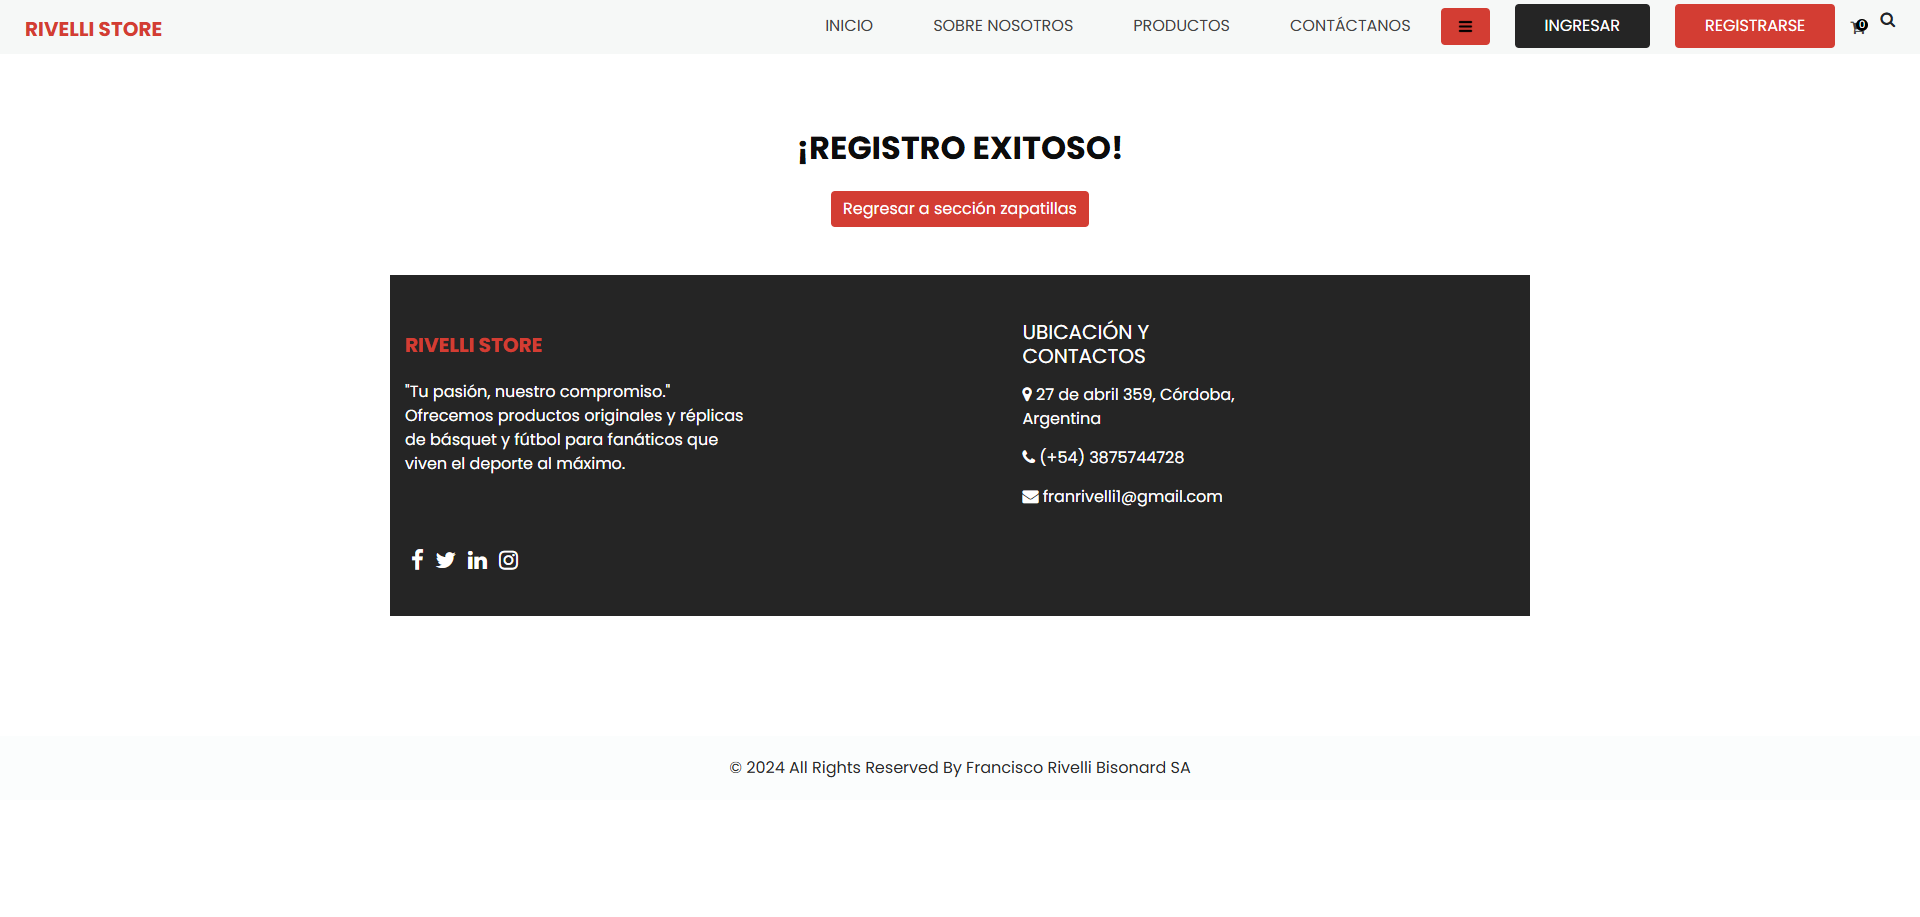 RIVELLI STORE
INICIO
SOBRE NOSOTROS
PRODUCTOS
CONTÁCTANOS
INGRESAR
REGISTRARSE
0
¡REGISTRO EXITOSO!
Regresar a sección zapatillas
RIVELLI STORE
"Tu pasión, nuestro compromiso."
Ofrecemos productos originales y réplicas
de básquet y fútbol para fanáticos que
viven el deporte al máximo.
UBICACIÓN Y
CONTACTOS
27 de abril 359, Córdoba,
Argentina
(+54) 3875744728
franrivelli1@gmail.com
© 2024 All Rights Reserved By Francisco Rivelli Bisonard SA